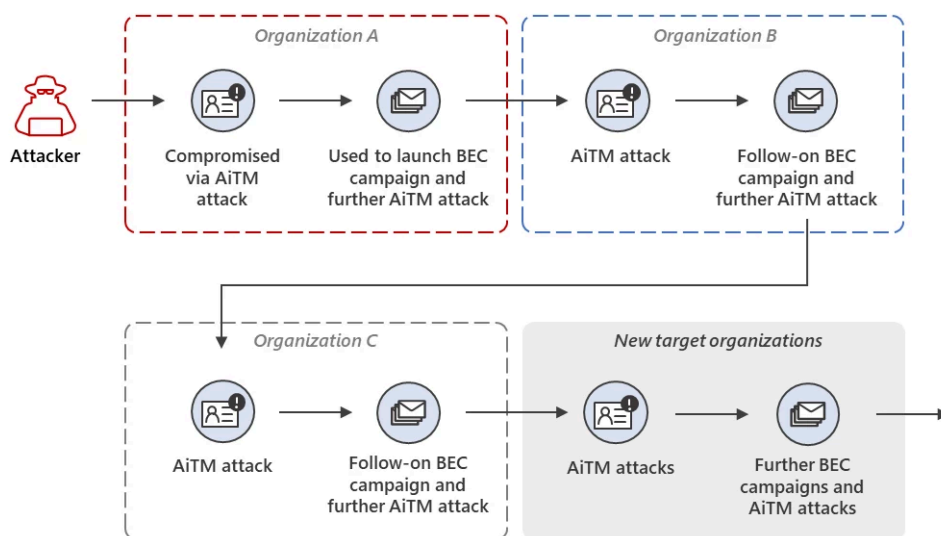 Organization A
Organization B
Attacker
Compromised
via AiTM
attack
Used to launch BEC
campaign and
further AiTM attack
AiTM attack
Follow-on BEC
campaign and
further AiTM attack
Organization C
New target organizations
AiTM attack
Follow-on BEC
campaign and
further AiTM attack
AiTM attacks
Further BEC
campaigns and
AiTM attacks